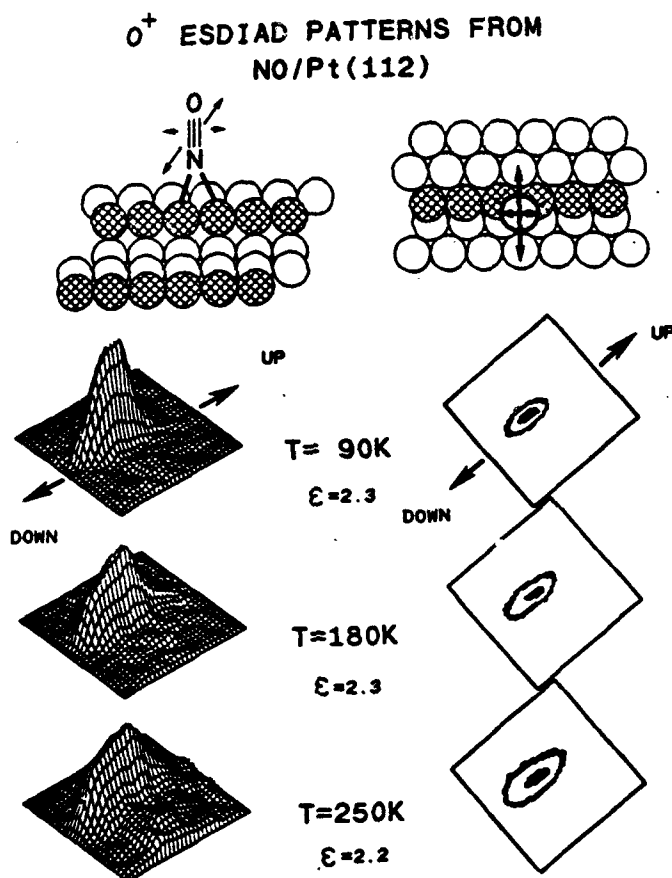 O⁺ ESDIAD PATTERNS FROM
NO/Pt(112)
O
N
UP
UP
T= 90K
ε=2.3
DOWN
DOWN
T=180K
ε=2.3
T=250K
ε=2.2